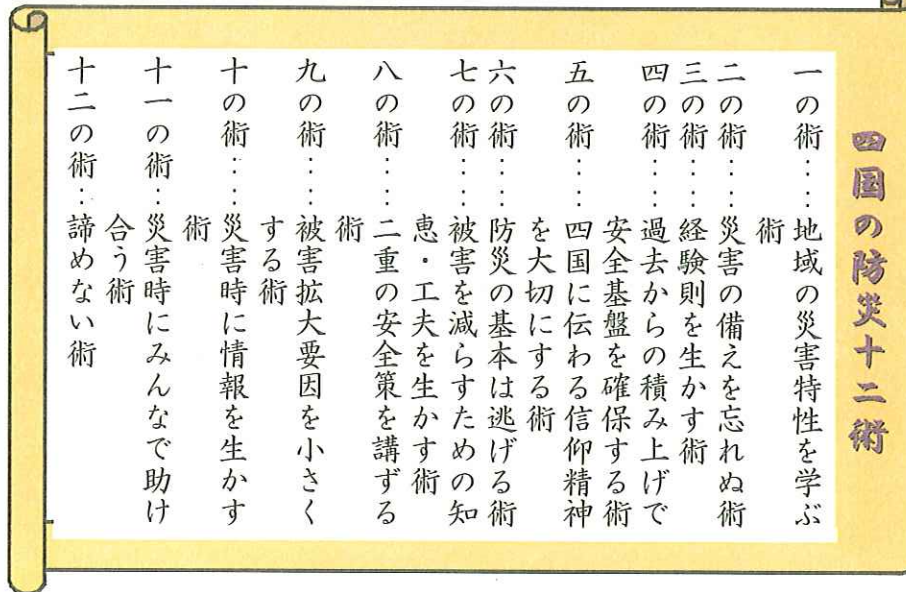 四国の防災十二術
一の術‥‥地域の災害特性を学ぶ
術
二の術‥‥災害の備えを忘れぬ術
三の術‥‥経験則を生かす術
四の術‥‥過去からの積み上げで
安全基盤を確保する術
五の術‥‥四国に伝わる信仰精神
を大切にする術
六の術‥‥防災の基本は逃げる術
七の術‥‥被害を減らすための知
恵・工夫を生かす術
八の術‥‥二重の安全策を講ずる
術
九の術‥‥被害拡大要因を小さく
する術
十の術‥‥災害時に情報を生かす
術
十一の術‥災害時にみんなで助け
合う術
十二の術‥諦めない術